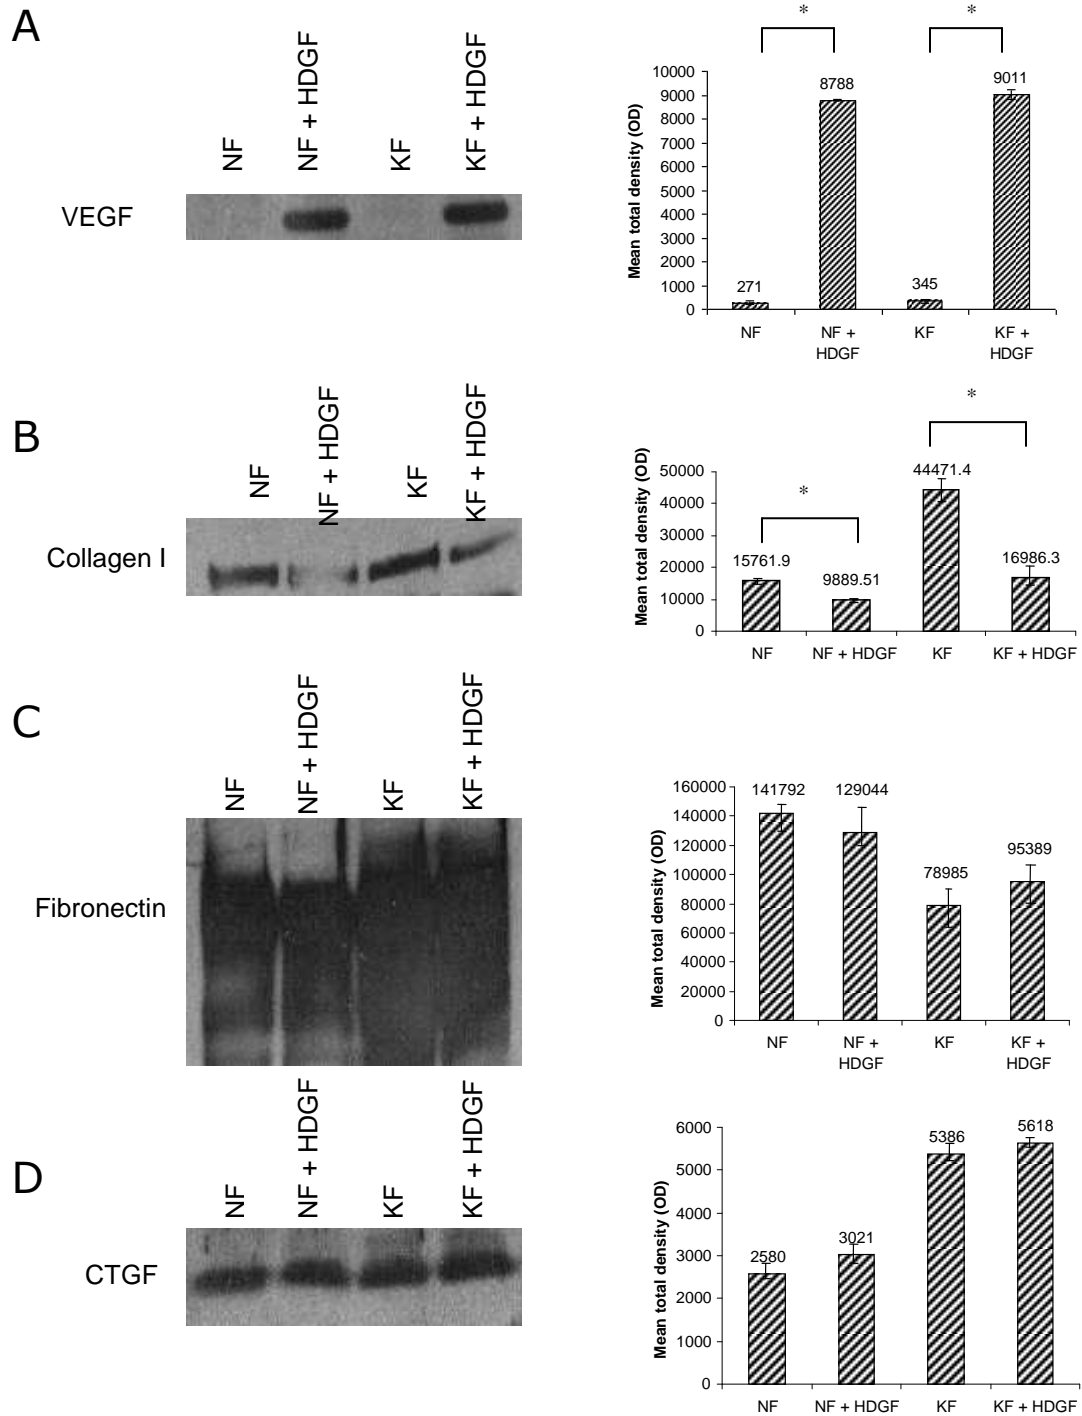 A
NF
NF + HDGF
KF
KF + HDGF
VEGF
* *
Mean total density (OD)
10000
9000
8000
7000
6000
5000
4000
3000
2000
1000
0
271
8788
345
9011
NF
NF +
HDGF
KF
KF +
HDGF
B
NF
NF + HDGF
KF
KF + HDGF
Collagen I
*
*
Mean total density (OD)
50000
40000
30000
20000
10000
0
15761.9
9889.51
44471.4
16986.3
NF
NF + HDGF
KF
KF + HDGF
C
NF
NF + HDGF
KF
KF + HDGF
Fibronectin
Mean total density (OD)
160000
140000
120000
100000
80000
60000
40000
20000
0
141792
129044
78985
95389
NF
NF +
HDGF
KF
KF +
HDGF
D
NF
NF + HDGF
KF
KF + HDGF
CTGF
Mean total density (OD)
6000
5000
4000
3000
2000
1000
0
2580
3021
5386
5618
NF
NF + HDGF
KF
KF + HDGF